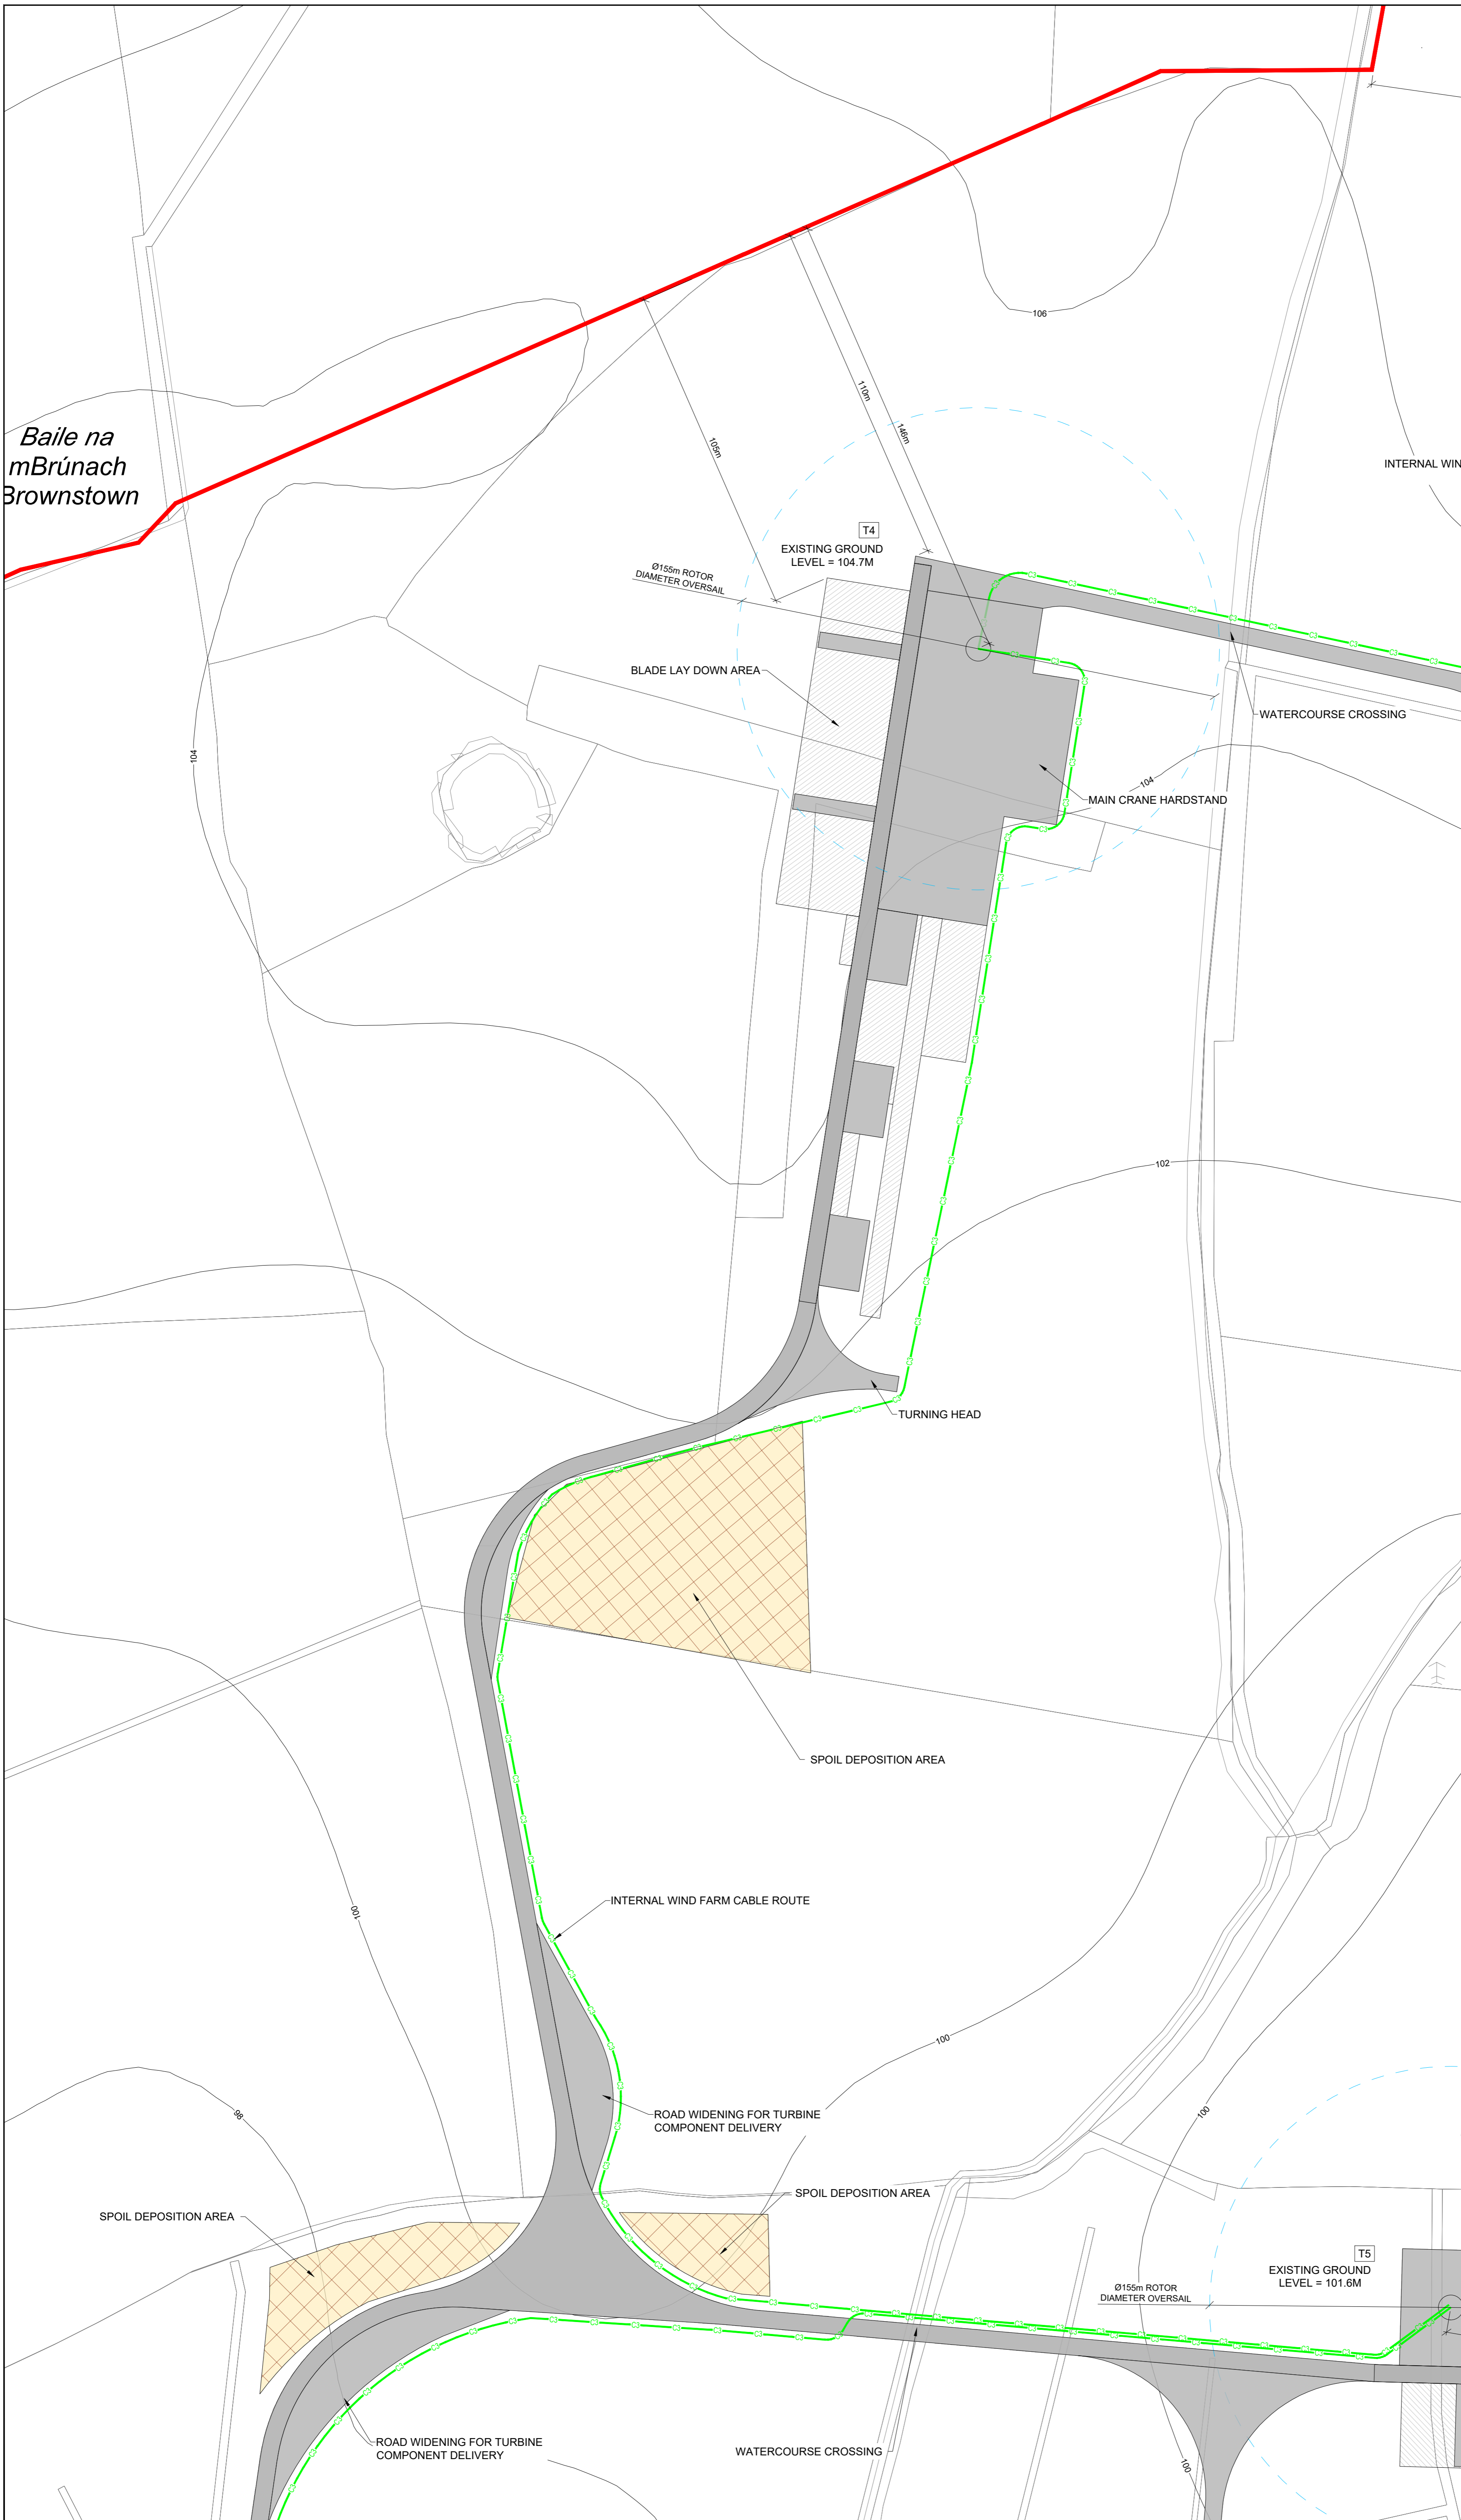 106
Baile na
mBrúnach
Brownstown
110m
146m
105m
INTERNAL WIN
T4
EXISTING GROUND
LEVEL = 104.7M
Ø155m ROTOR
DIAMETER OVERSAIL
BLADE LAY DOWN AREA
WATERCOURSE CROSSING
104
104
MAIN CRANE HARDSTAND
102
TURNING HEAD
SPOIL DEPOSITION AREA
INTERNAL WIND FARM CABLE ROUTE
100
100
98
100
ROAD WIDENING FOR TURBINE
COMPONENT DELIVERY
SPOIL DEPOSITION AREA
SPOIL DEPOSITION AREA
T5
EXISTING GROUND
LEVEL = 101.6M
Ø155m ROTOR
DIAMETER OVERSAIL
ROAD WIDENING FOR TURBINE
COMPONENT DELIVERY
WATERCOURSE CROSSING
100